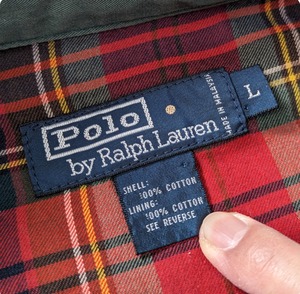 Polo
by Ralph Lauren
MADE IN MALAYSIA
L
SHELL:
100% COTTON
LINING:
100% COTTON
SEE REVERSE